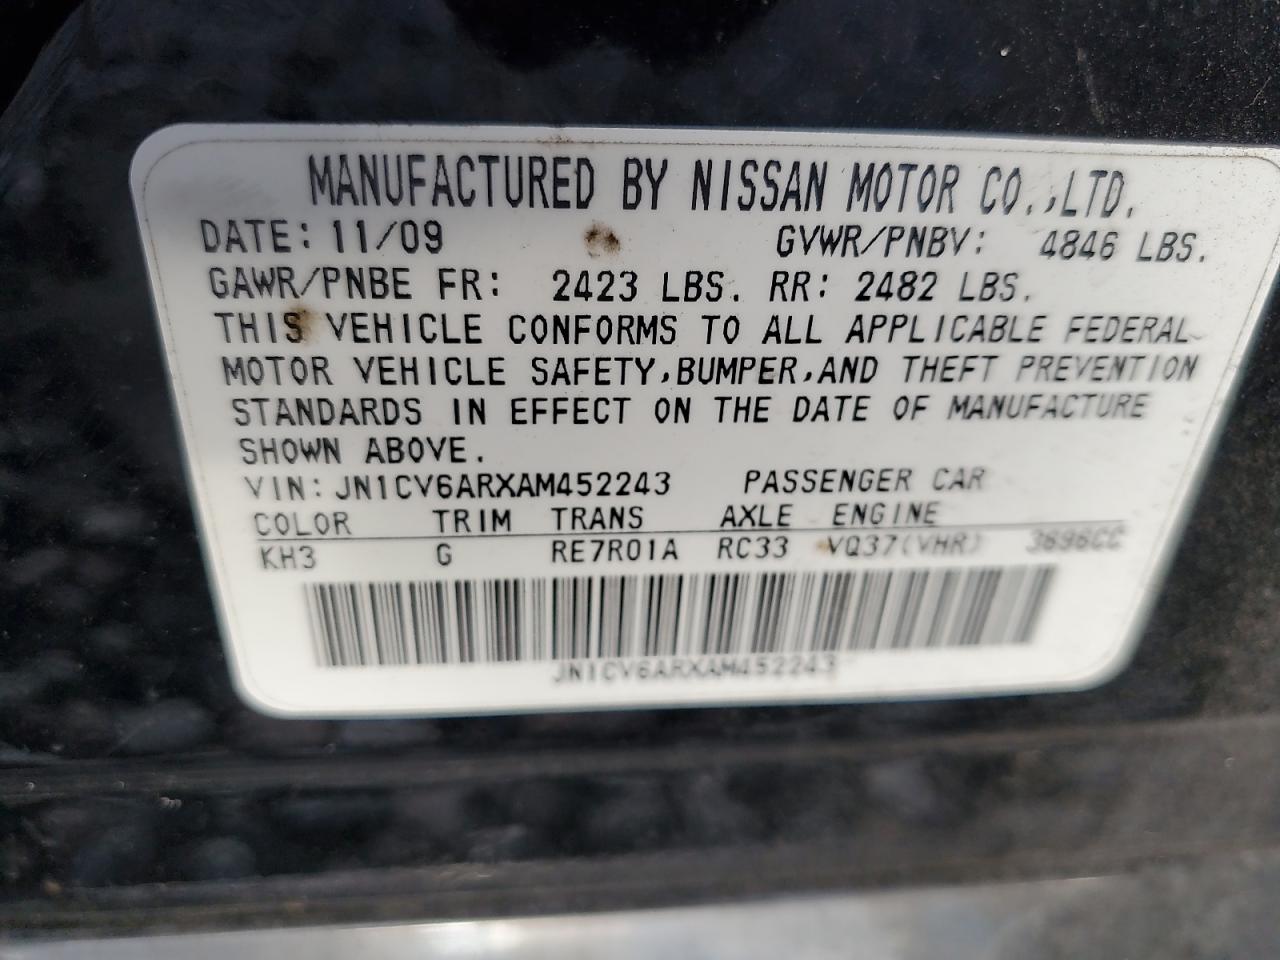 MANUFACTURED BY NISSAN MOTOR CO.,LTD.
DATE: 11/09 GVWR/PNBV: 4846 LBS.
GAWR/PNBE FR: 2423 LBS. RR: 2482 LBS.
THIS VEHICLE CONFORMS TO ALL APPLICABLE FEDERAL
MOTOR VEHICLE SAFETY,BUMPER,AND THEFT PREVENTION
STANDARDS IN EFFECT ON THE DATE OF MANUFACTURE
SHOWN ABOVE.
VIN: JN1CV6ARXAM452243 PASSENGER CAR
COLOR TRIM TRANS AXLE ENGINE
KH3 G RE7R01A RC33 VQ37(VHR) 3696CC
JN1CV6ARXAM452243